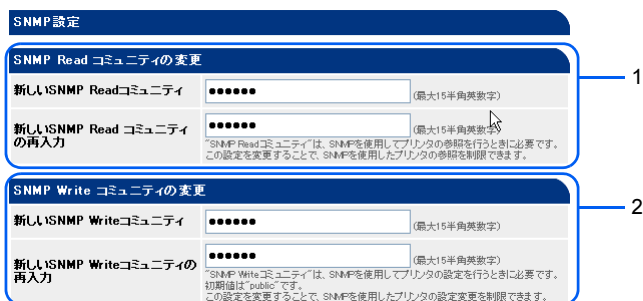 SNMP設定
SNMP Read コミュニティの変更
新しいSNMP Readコミュニティ
●●●●●●
(最大15半角英数字)
新しいSNMP Read コミュニティ
の再入力
●●●●●●
(最大15半角英数字)
"SNMP Readコミュニティ"は、SNMPを使用してプリンタの参照を行うときに必要です。
この設定を変更することで、SNMPを使用したプリンタの参照を制限できます。
1
SNMP Write コミュニティの変更
新しいSNMP Writeコミュニティ
●●●●●●
(最大15半角英数字)
新しいSNMP Writeコミュニティの
再入力
●●●●●●
(最大15半角英数字)
"SNMP Writeコミュニティ"は、SNMPを使用してプリンタの設定を行うときに必要です。
初期値は"public"です。
この設定を変更することで、SNMPを使用したプリンタの設定変更を制限できます。
2